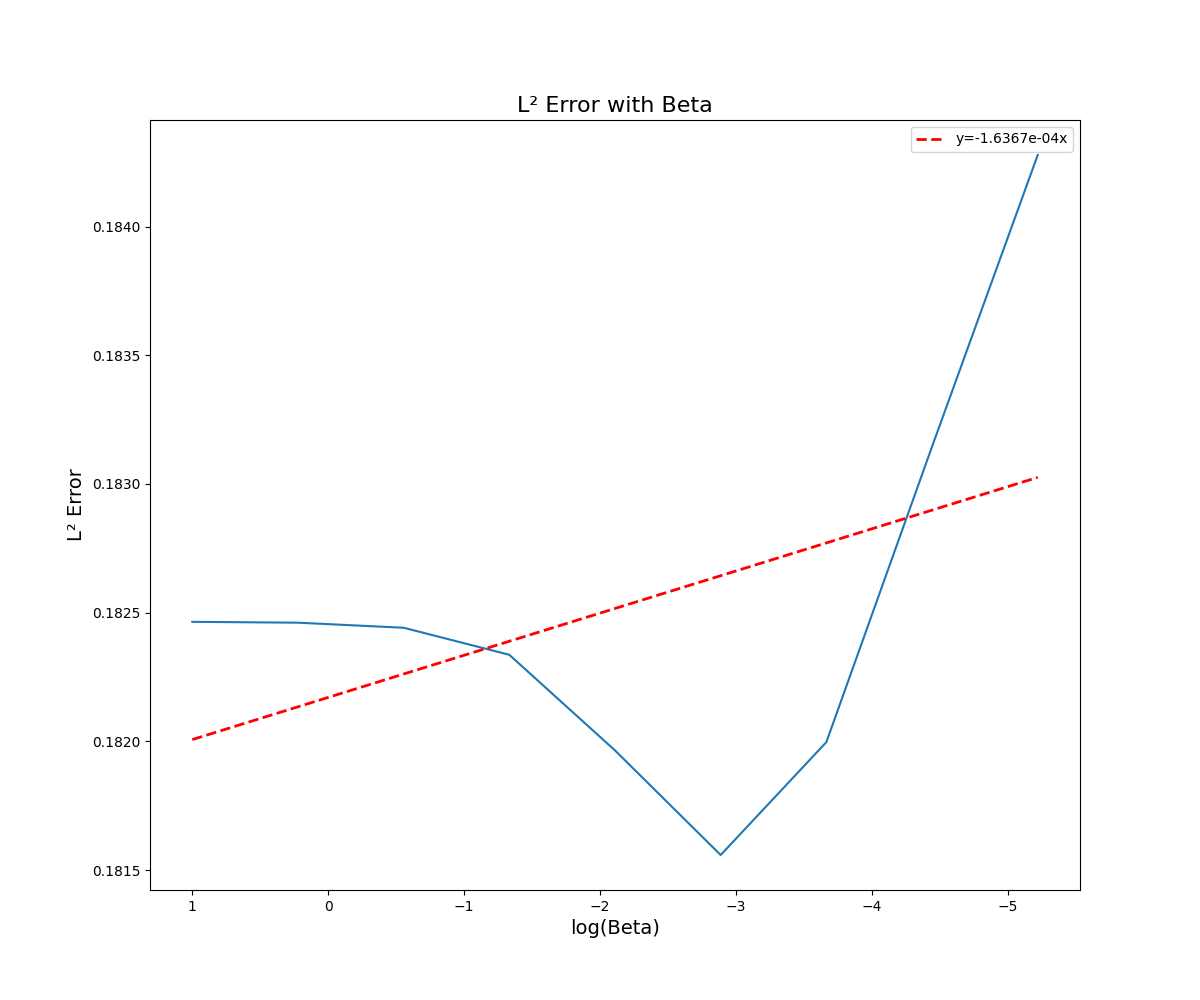 L² Error with Beta
y=-1.6367e-04x
0.1840
0.1835
0.1830
0.1825
0.1820
0.1815
L² Error
1 0 −1 −2 −3 −4 −5
log(Beta)